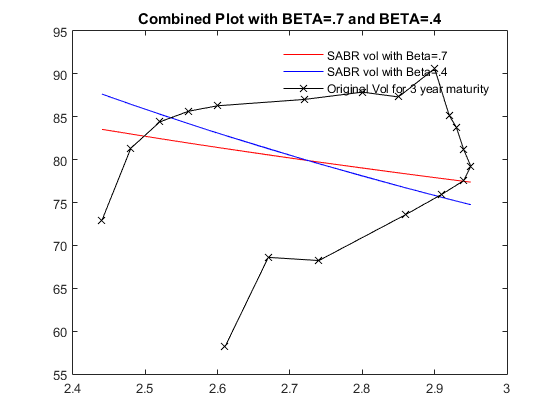 Combined Plot with BETA=.7 and BETA=.4
95
90
85
80
75
70
65
60
55
SABR vol with Beta=.7
SABR vol with Beta=.4
Original Vol for 3 year maturity
2.4 2.5 2.6 2.7 2.8 2.9 3